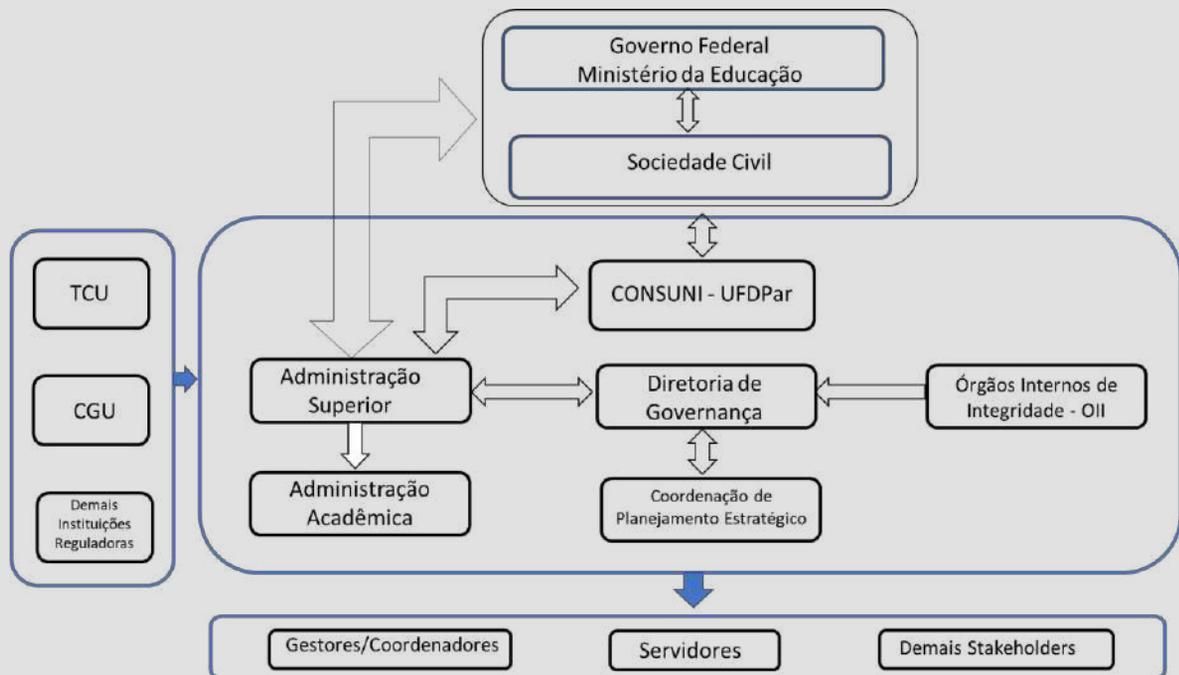 Governo Federal
Ministério da Educação
Sociedade Civil
TCU
CGU
Demais
Instituições
Reguladoras
CONSUNI - UFDPar
Administração
Superior
Diretoria de
Governança
Órgãos Internos de
Integridade - OII
Administração
Acadêmica
Coordenação de
Planejamento Estratégico
Gestores/Coordenadores
Servidores
Demais Stakeholders